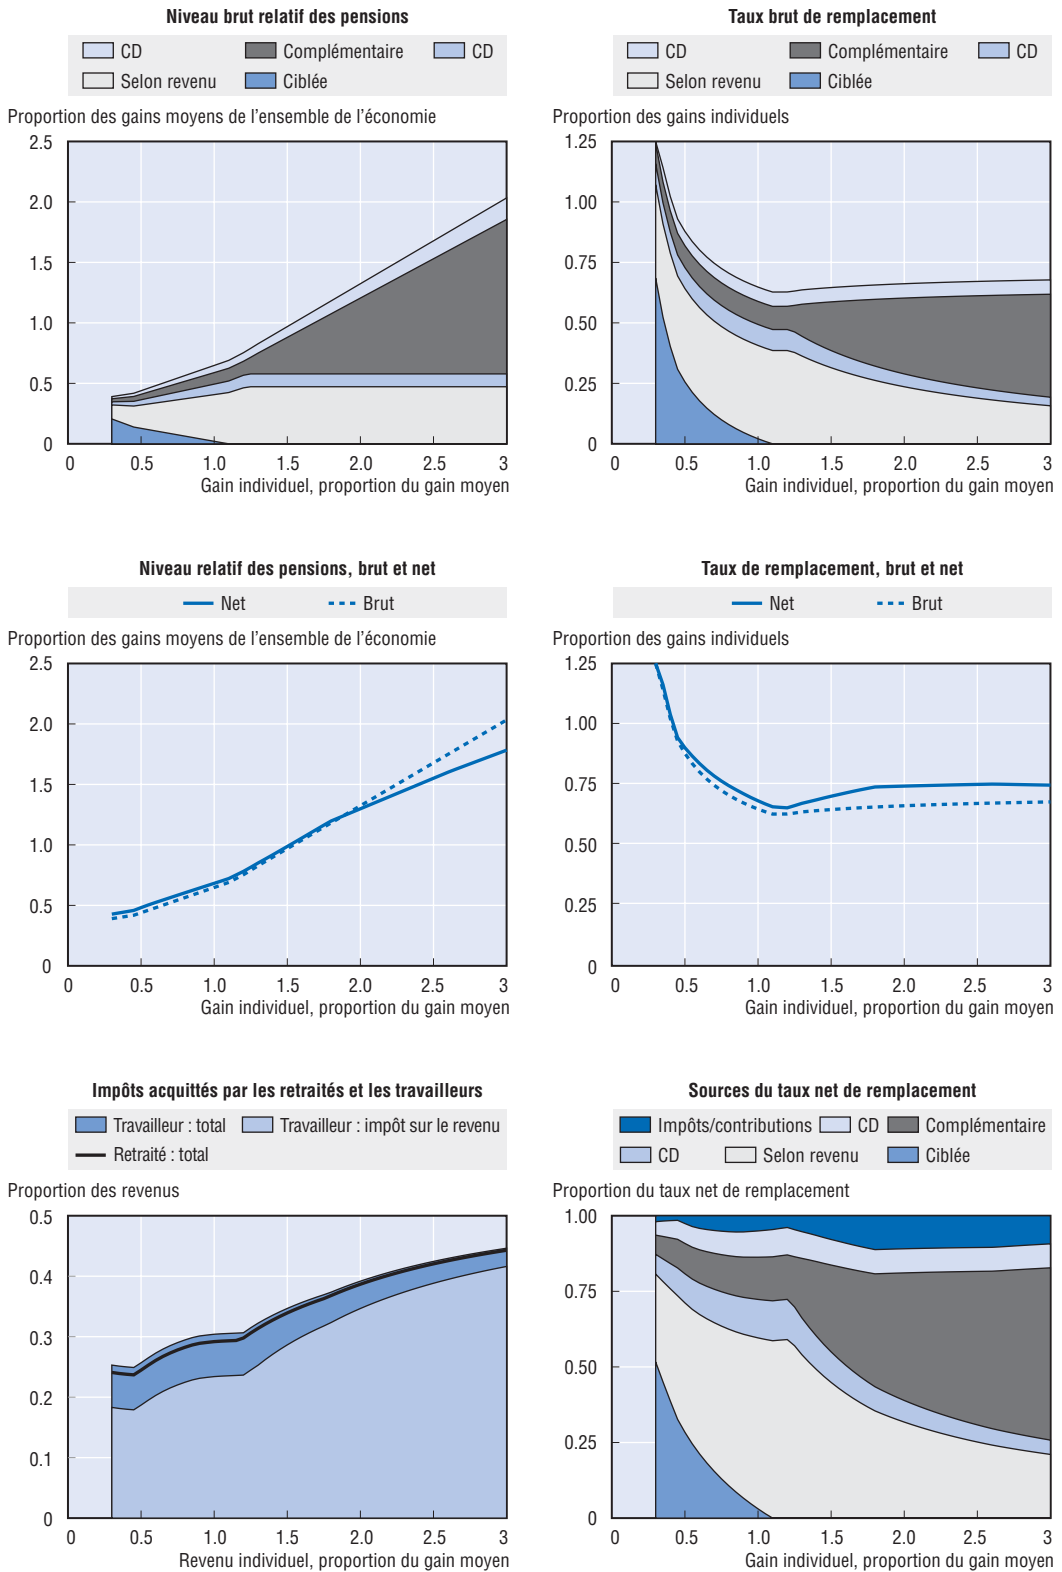 Niveau brut relatif des pensions
CD Complémentaire CD
Selon revenu Ciblée
Proportion des gains moyens de l'ensemble de l'économie
2.5
2.0
1.5
1.0
0.5
0
0 0.5 1.0 1.5 2.0 2.5 3
Gain individuel, proportion du gain moyen
Taux brut de remplacement
CD Complémentaire CD
Selon revenu Ciblée
Proportion des gains individuels
1.25
1.00
0.75
0.50
0.25
0
0 0.5 1.0 1.5 2.0 2.5 3
Gain individuel, proportion du gain moyen
Niveau relatif des pensions, brut et net
Net Brut
Proportion des gains moyens de l'ensemble de l'économie
2.5
2.0
1.5
1.0
0.5
0
0 0.5 1.0 1.5 2.0 2.5 3
Gain individuel, proportion du gain moyen
Taux de remplacement, brut et net
Net Brut
Proportion des gains individuels
1.25
1.00
0.75
0.50
0.25
0
0 0.5 1.0 1.5 2.0 2.5 3
Gain individuel, proportion du gain moyen
Impôts acquittés par les retraités et les travailleurs
Travailleur : total Travailleur : impôt sur le revenu
Retraité : total
Proportion des revenus
0.5
0.4
0.3
0.2
0.1
0
0 0.5 1.0 1.5 2.0 2.5 3
Revenu individuel, proportion du gain moyen
Sources du taux net de remplacement
Impôts/contributions CD Complémentaire
CD Selon revenu Ciblée
Proportion du taux net de remplacement
1.00
0.75
0.50
0.25
0
0 0.5 1.0 1.5 2.0 2.5 3
Gain individuel, proportion du gain moyen